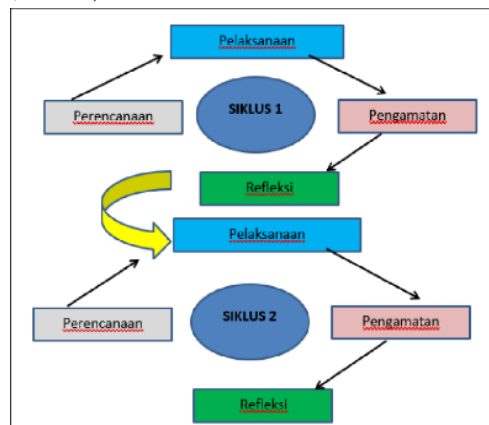 Pelaksanaan
Perencanaan
SIKLUS 1
Pengamatan
Refleksi
Pelaksanaan
Perencanaan
SIKLUS 2
Pengamatan
Refleksi